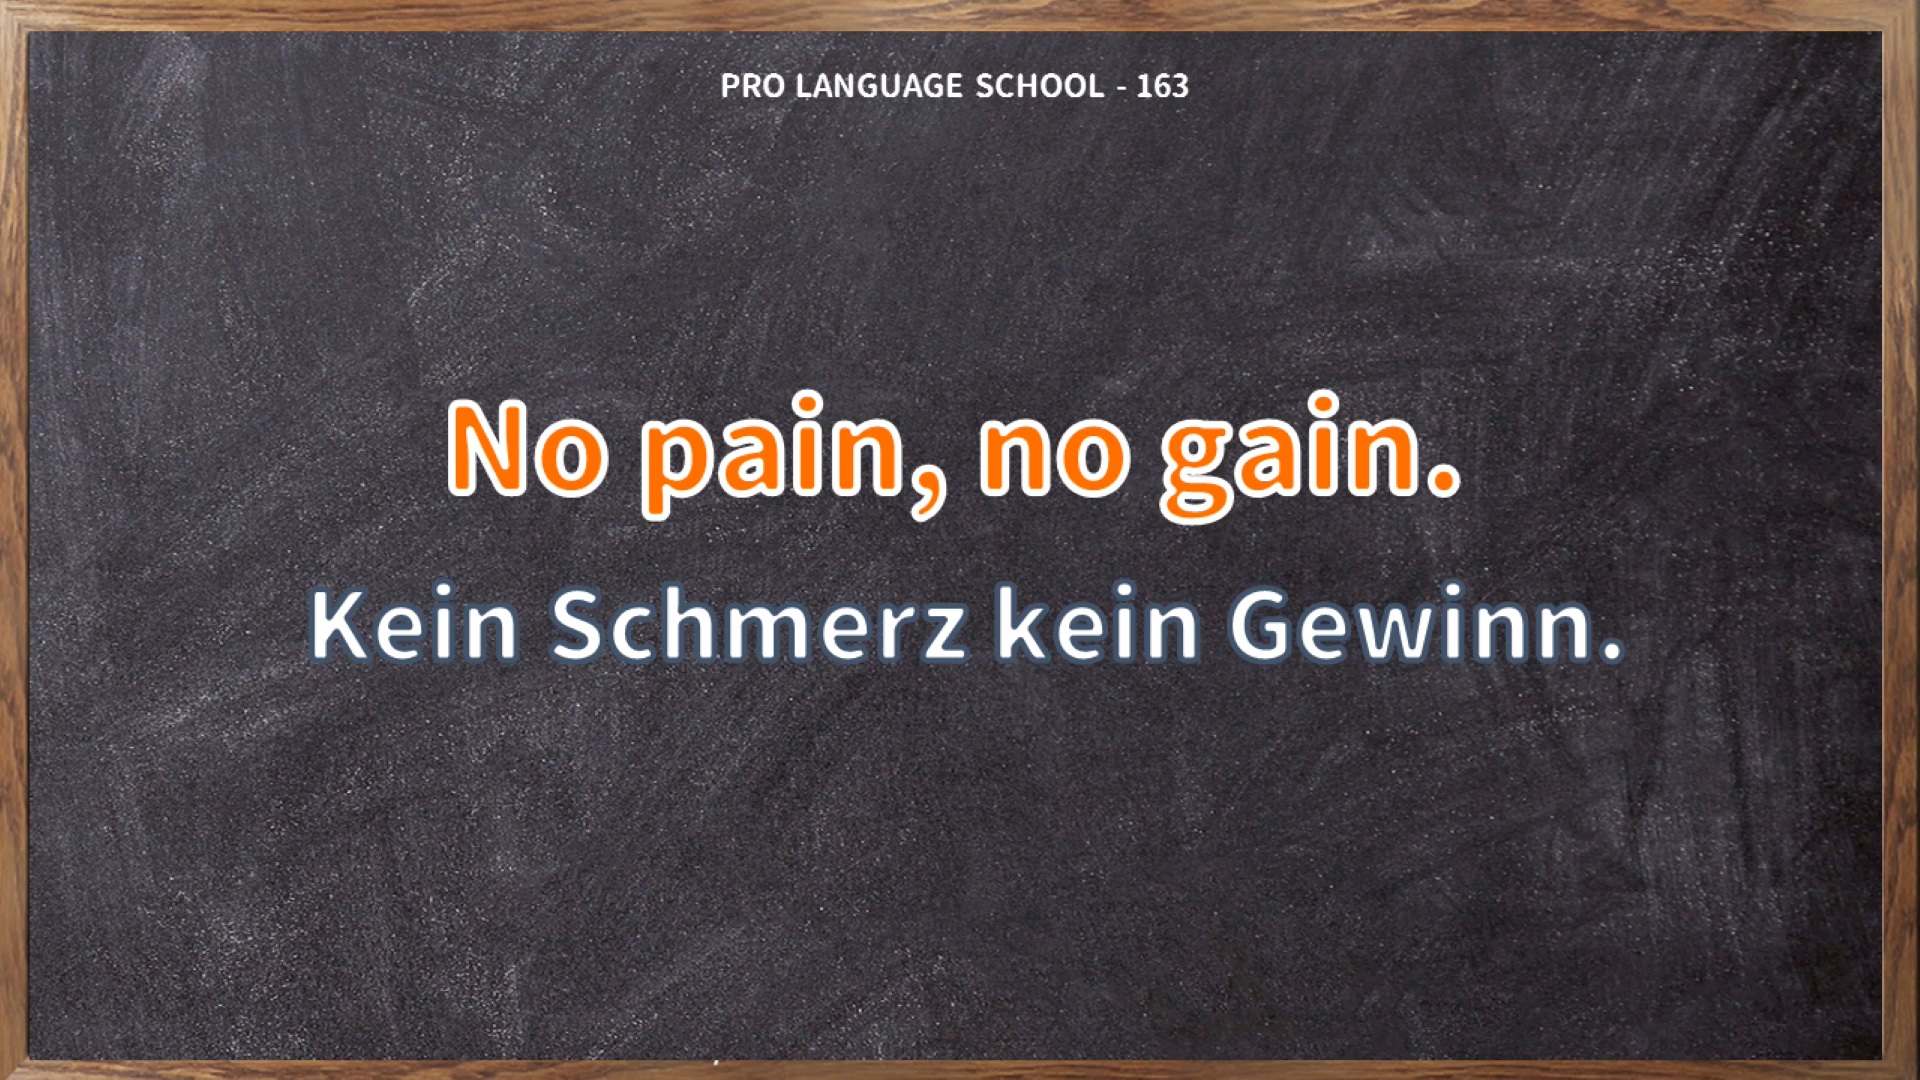 PRO LANGUAGE SCHOOL - 163
No pain, no gain.
Kein Schmerz kein Gewinn.